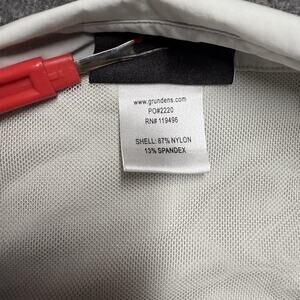 www.grundens.com
PO#2220
RN# 119496
SHELL: 87% NYLON
13% SPANDEX